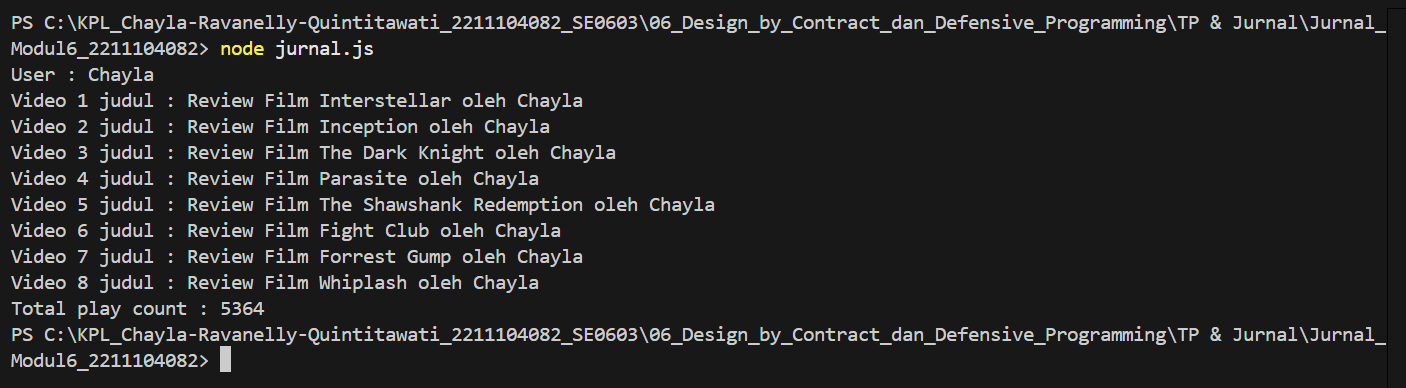 PS C:\KPL_Chayla-Ravanelly-Quintitawati_2211104082_SE0603\06_Design_by_Contract_dan_Defensive_Programming\TP & Jurnal\Jurnal_
Modul6_2211104082> node jurnal.js
User : Chayla
Video 1 judul : Review Film Interstellar oleh Chayla
Video 2 judul : Review Film Inception oleh Chayla
Video 3 judul : Review Film The Dark Knight oleh Chayla
Video 4 judul : Review Film Parasite oleh Chayla
Video 5 judul : Review Film The Shawshank Redemption oleh Chayla
Video 6 judul : Review Film Fight Club oleh Chayla
Video 7 judul : Review Film Forrest Gump oleh Chayla
Video 8 judul : Review Film Whiplash oleh Chayla
Total play count : 5364
PS C:\KPL_Chayla-Ravanelly-Quintitawati_2211104082_SE0603\06_Design_by_Contract_dan_Defensive_Programming\TP & Jurnal\Jurnal_
Modul6_2211104082>